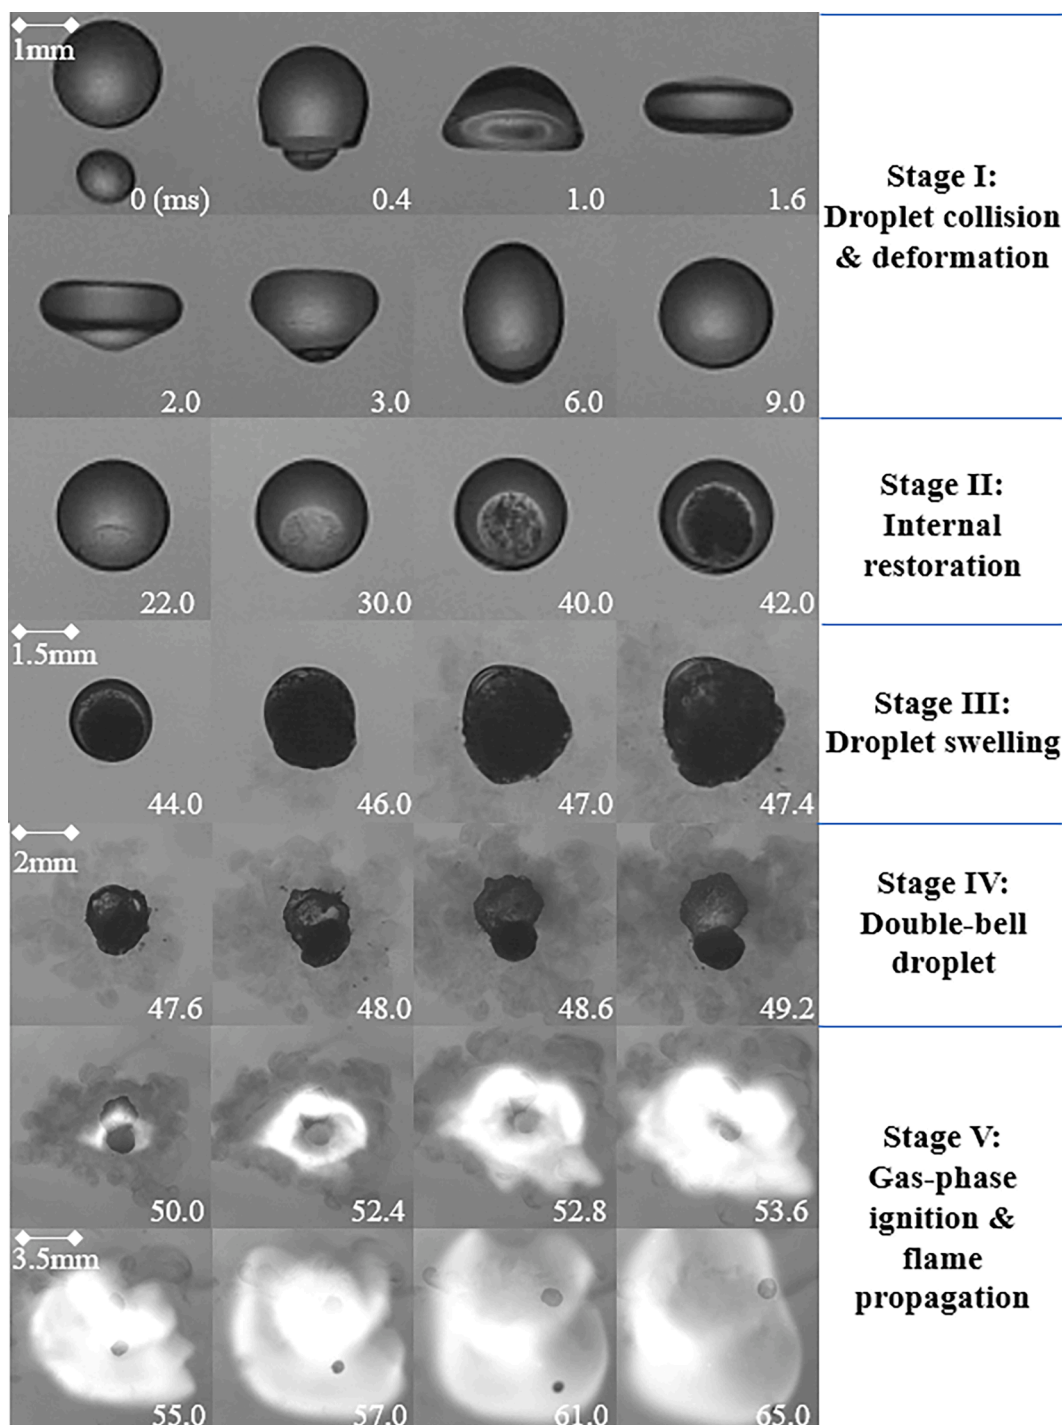 1mm
0 (ms)
0.4
1.0
1.6
Stage I:
Droplet collision
& deformation
2.0
3.0
6.0
9.0
22.0
30.0
40.0
42.0
Stage II:
Internal
restoration
1.5mm
44.0
46.0
47.0
47.4
Stage III:
Droplet swelling
2mm
47.6
48.0
48.6
49.2
Stage IV:
Double-bell
droplet
50.0
52.4
52.8
53.6
Stage V:
Gas-phase
ignition &
flame
propagation
3.5mm
55.0
57.0
61.0
65.0